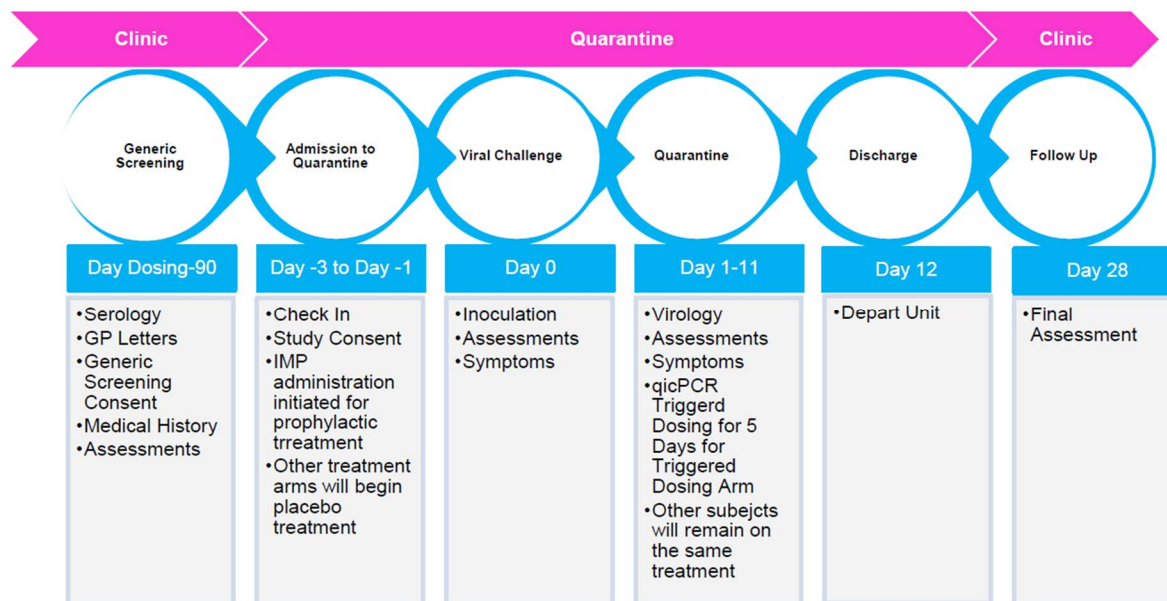 Clinic
Quarantine
Clinic
Generic
Screening
Admission to
Quarantine
Viral Challenge
Quarantine
Discharge
Follow Up
Day Dosing-90
Day -3 to Day -1
Day 0
Day 1-11
Day 12
Day 28
•Serology
•GP Letters
•Generic
Screening
Consent
•Medical History
•Assessments
•Check In
•Study Consent
•IMP
administration
initiated for
prophylactic
trreatment
•Other treatment
arms will begin
placebo
treatment
•Inoculation
•Assessments
•Symptoms
•Virology
•Assessments
•Symptoms
•qicPCR
Triggerd
Dosing for 5
Days for
Triggered
Dosing Arm
•Other subejcts
will remain on
the same
treatment
•Depart Unit
•Final
Assessment